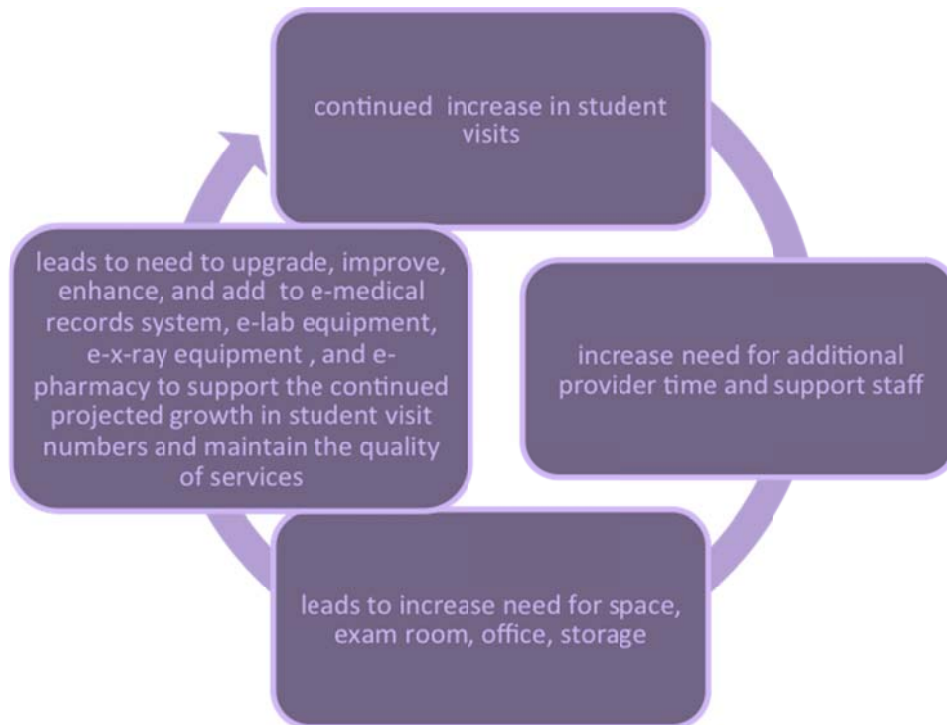 continued  increase in student
visits
increase need for additional
provider time and support staff
leads to increase need for space,
exam room, office, storage
leads to need to upgrade, improve,
enhance, and add  to e-medical
records system, e-lab equipment,
e-x-ray equipment , and e-
pharmacy to support the continued
projected growth in student visit
numbers and maintain the quality
of services